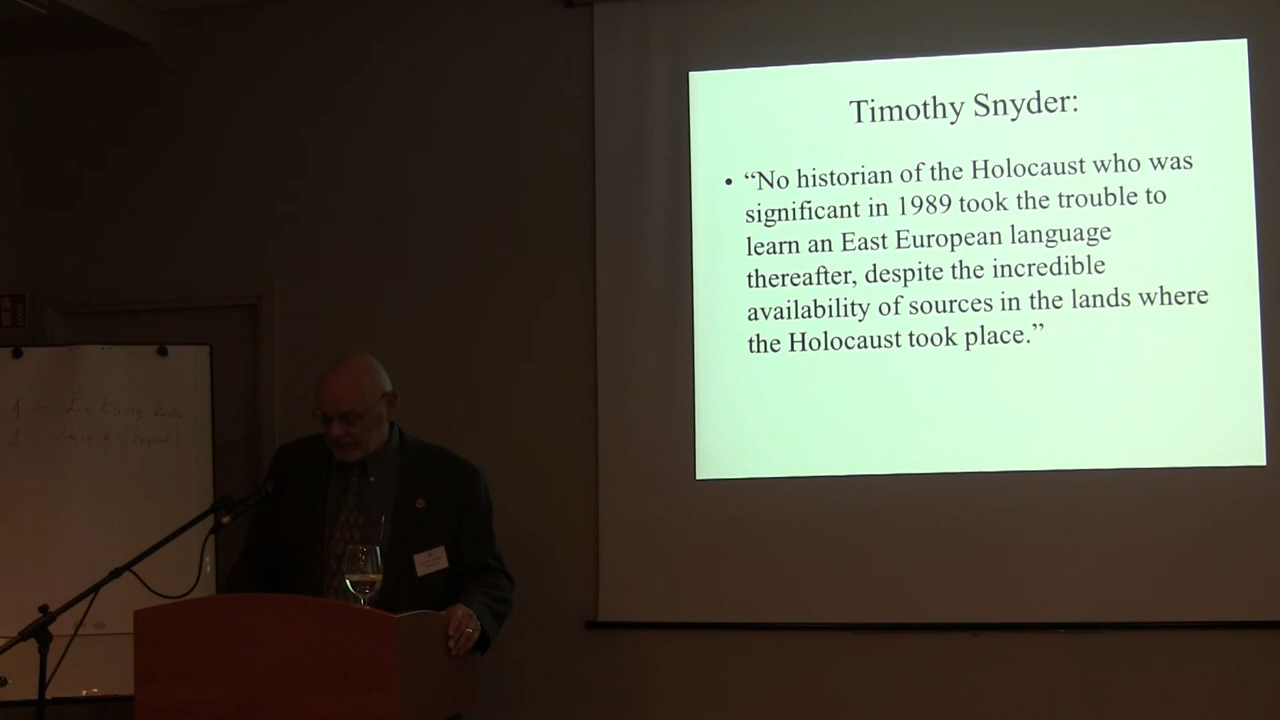 Timothy Snyder:
• “No historian of the Holocaust who was
significant in 1989 took the trouble to
learn an East European language
thereafter, despite the incredible
availability of sources in the lands where
the Holocaust took place.”